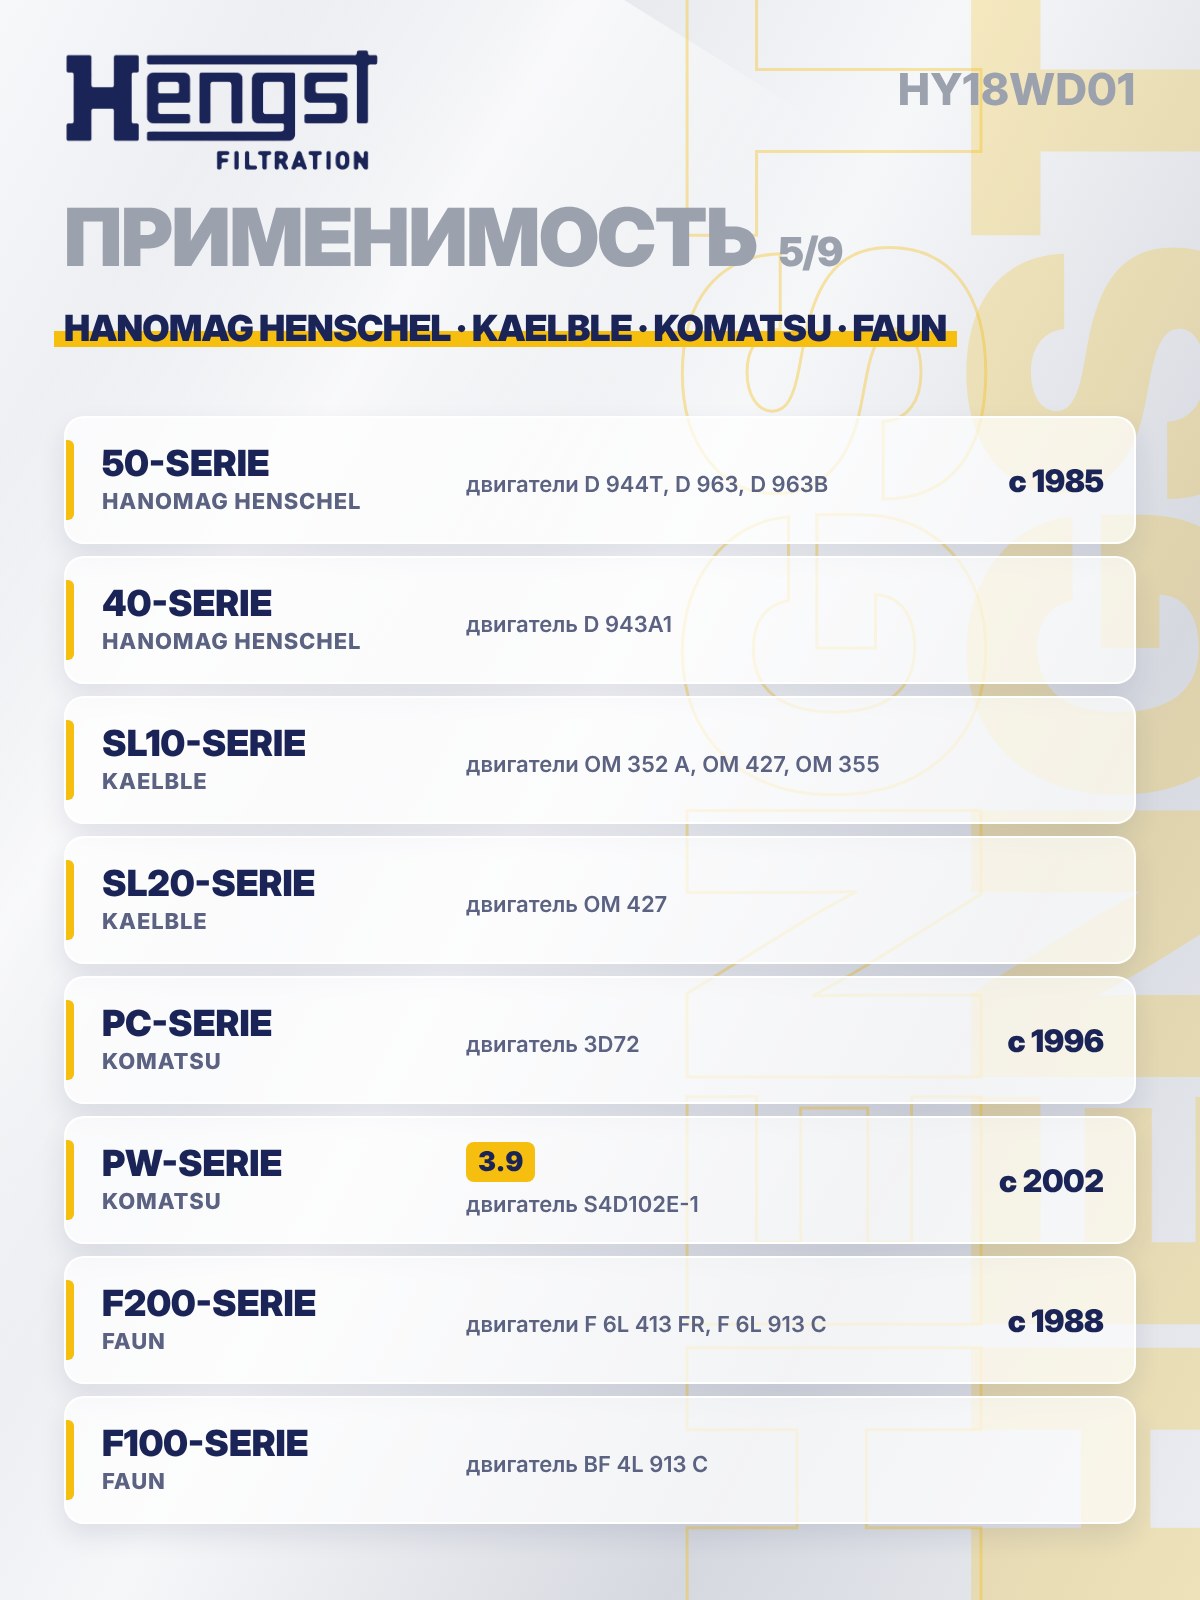 Hengst
FILTRATION
HY18WD01
ПРИМЕНИМОСТЬ 5/9
HANOMAG HENSCHEL · KAELBLE · KOMATSU · FAUN
50-SERIE
HANOMAG HENSCHEL
двигатели D 944T, D 963, D 963B
с 1985
40-SERIE
HANOMAG HENSCHEL
двигатель D 943A1
SL10-SERIE
KAELBLE
двигатели OM 352 A, OM 427, OM 355
SL20-SERIE
KAELBLE
двигатель OM 427
PC-SERIE
KOMATSU
двигатель 3D72
с 1996
PW-SERIE
KOMATSU
3.9
двигатель S4D102E-1
с 2002
F200-SERIE
FAUN
двигатели F 6L 413 FR, F 6L 913 C
с 1988
F100-SERIE
FAUN
двигатель BF 4L 913 C
HENGST
HENGST